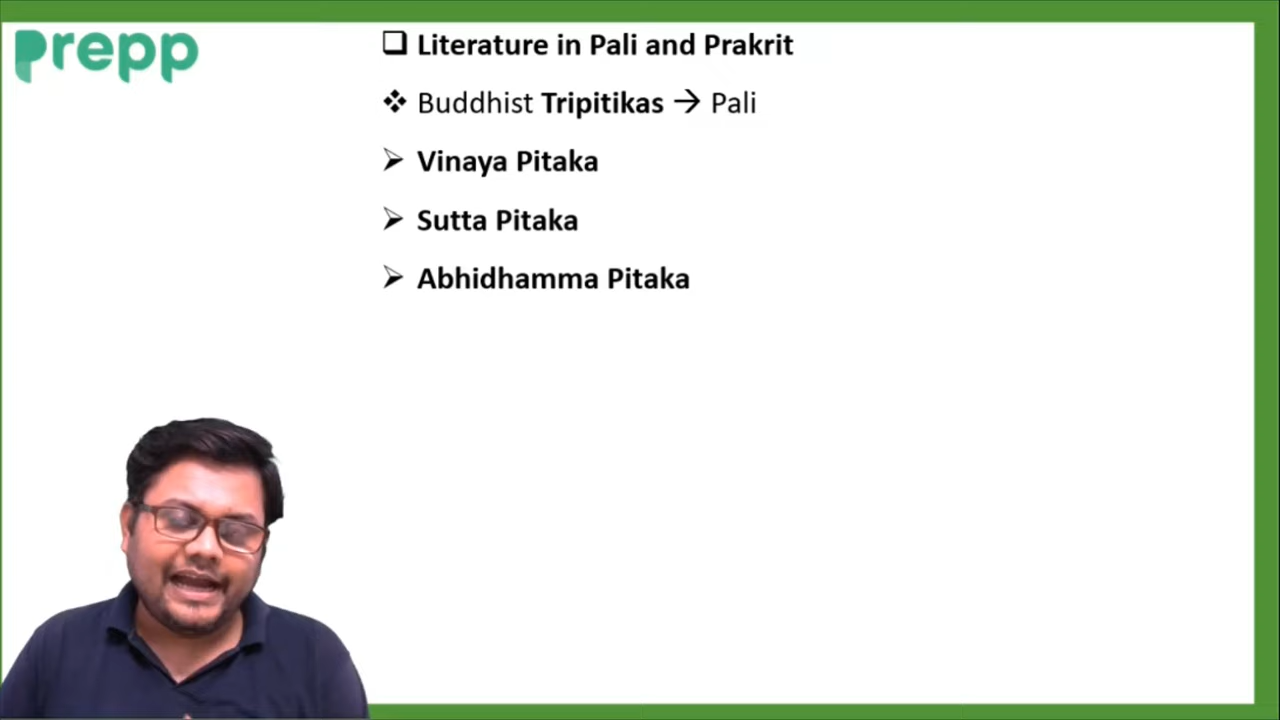 prepp
❑ Literature in Pali and Prakrit
❖ Buddhist Tripitikas → Pali
➢ Vinaya Pitaka
➢ Sutta Pitaka
➢ Abhidhamma Pitaka